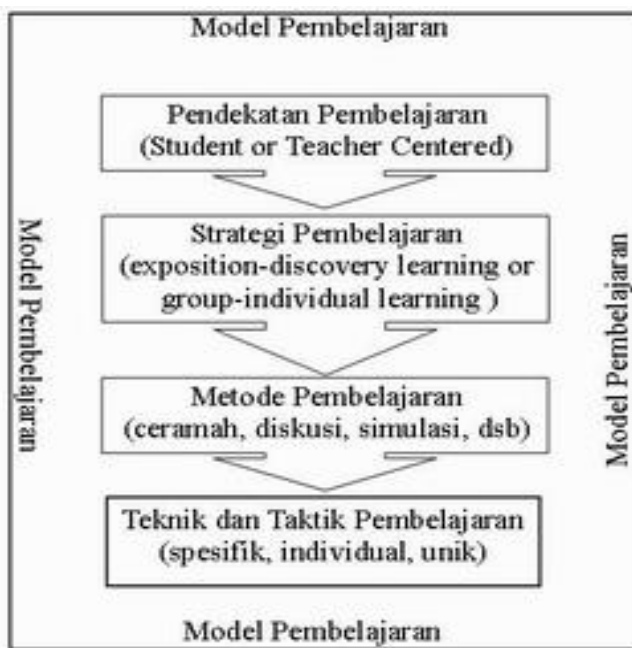 Model Pembelajaran
Pendekatan Pembelajaran
(Student or Teacher Centered)
Strategi Pembelajaran
(exposition-discovery learning or
group-individual learning )
Metode Pembelajaran
(ceramah, diskusi, simulasi, dsb)
Teknik dan Taktik Pembelajaran
(spesifik, individual, unik)
Model Pembelajaran
Model Pembelajaran
Model Pembelajaran